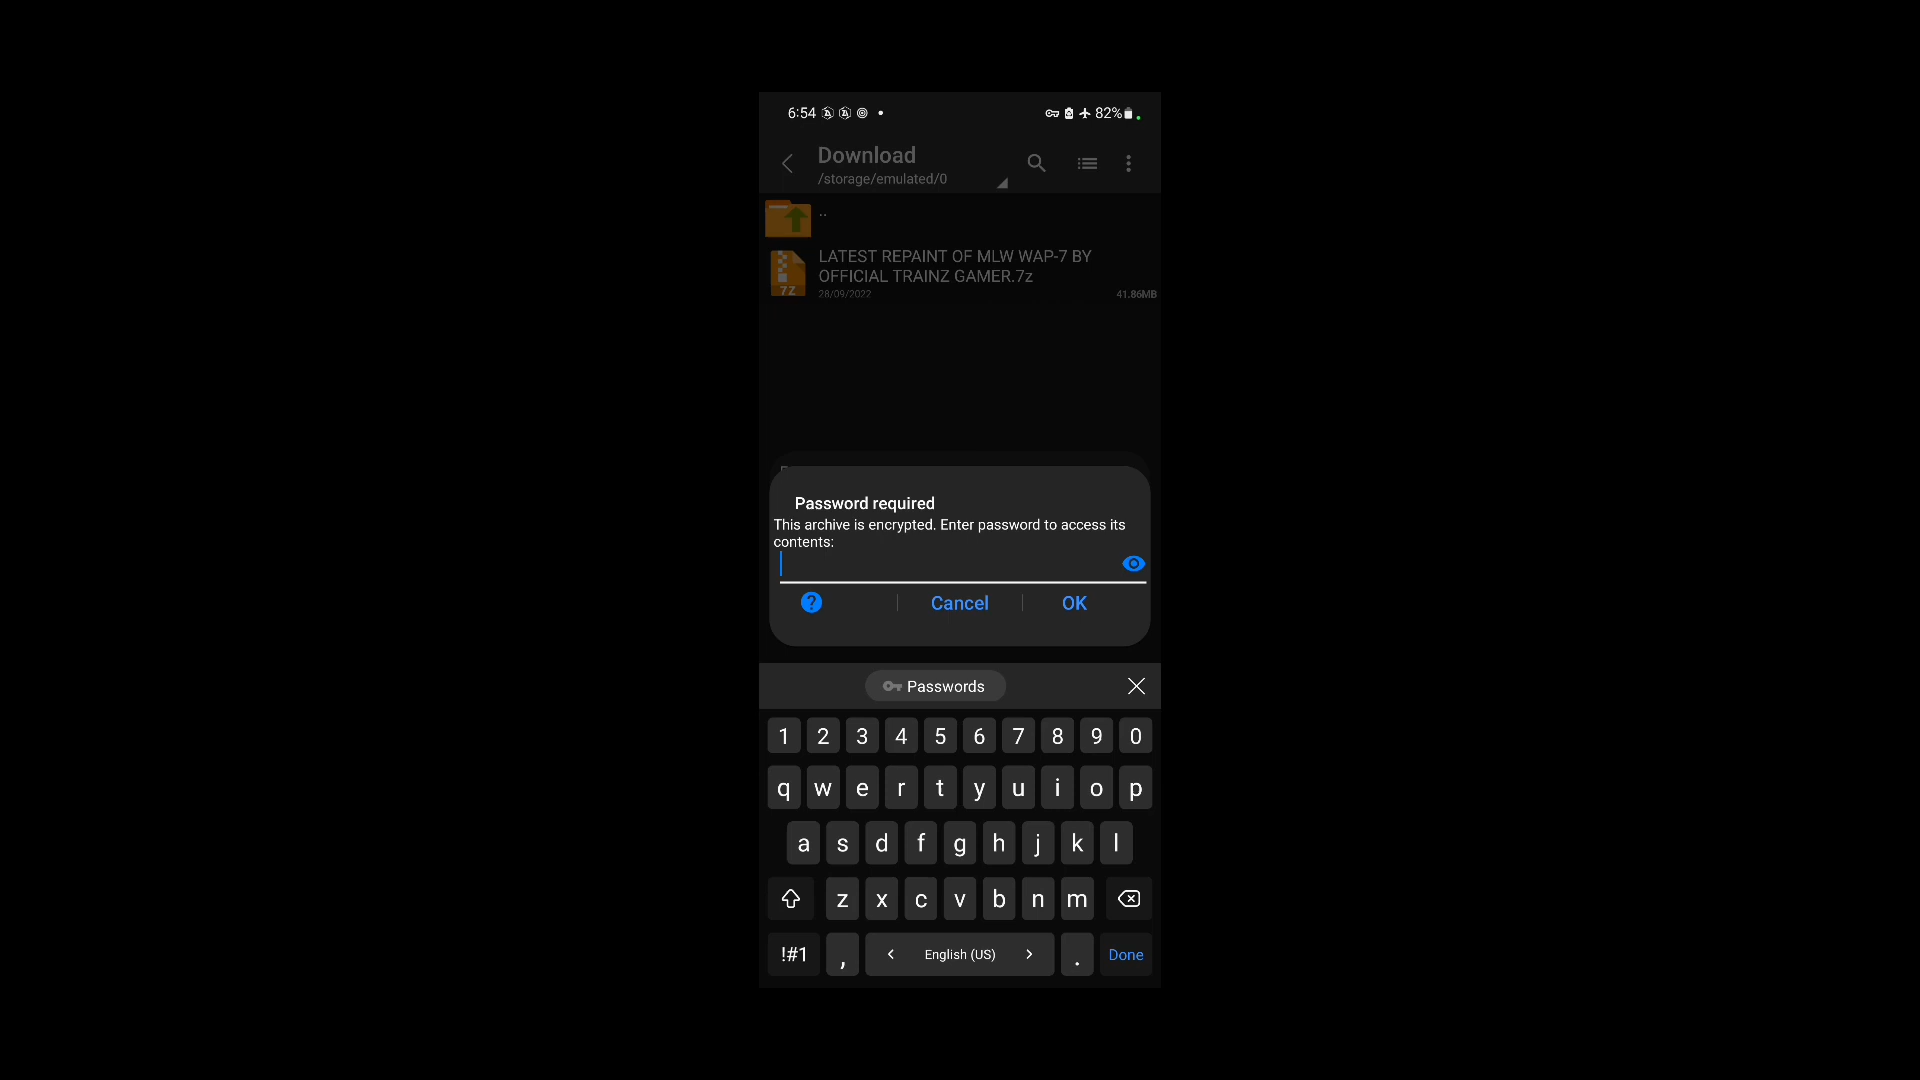 6:54
82%
Download
/storage/emulated/0
..
LATEST REPAINT OF MLW WAP-7 BY
OFFICIAL TRAINZ GAMER.7z
7Z
28/09/2022
41.86MB
Password required
This archive is encrypted. Enter password to access its
contents:
?
Cancel
OK
Passwords
1 2 3 4 5 6 7 8 9 0
q w e r t y u i o p
a s d f g h j k l
z x c v b n m
!#1 , < English (US) > . Done